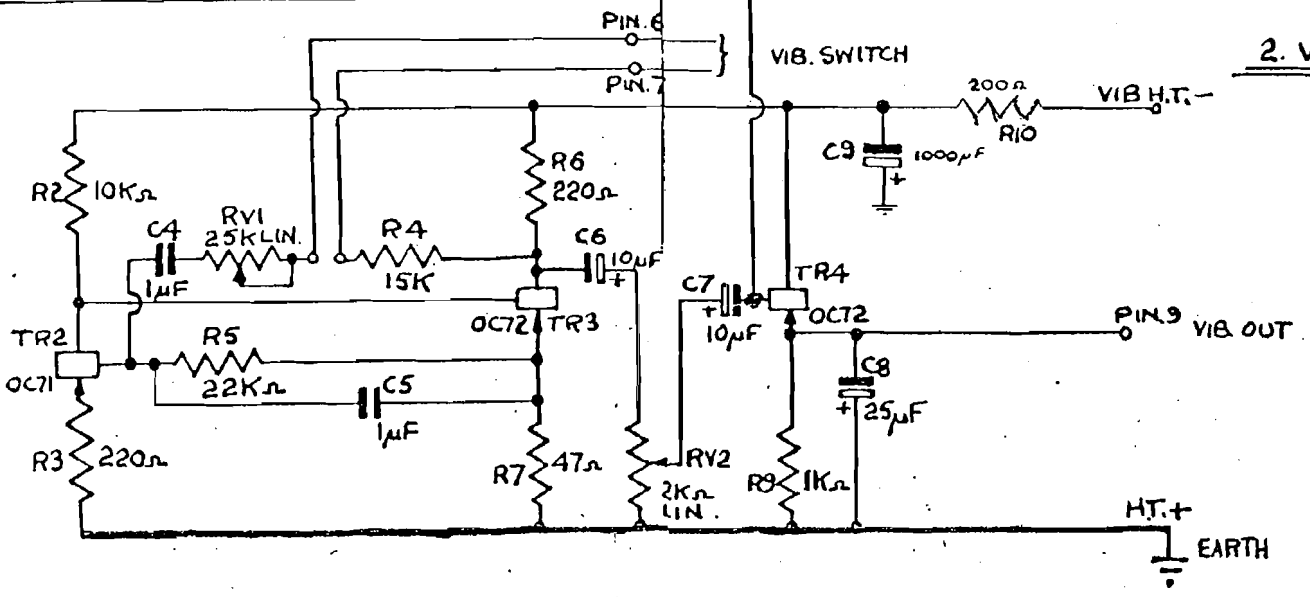 PIN.6
VIB. SWITCH
PIN.7
2. V
200Ω
VIB H.T.-
R10
C9
1000µF
+
R2
10KΩ
R6
220Ω
C4
RV1
25K LIN.
R4
C6
10µF
+
1µF
15K
C7
TR4
+
10µF
OC72
OC72
TR3
PIN.9
VIB OUT
TR2
OC71
R5
22KΩ
C5
1µF
C8
+
25µF
R3
220Ω
R7
47Ω
RV2
2KΩ
LIN.
R9
1KΩ
H.T.+
EARTH